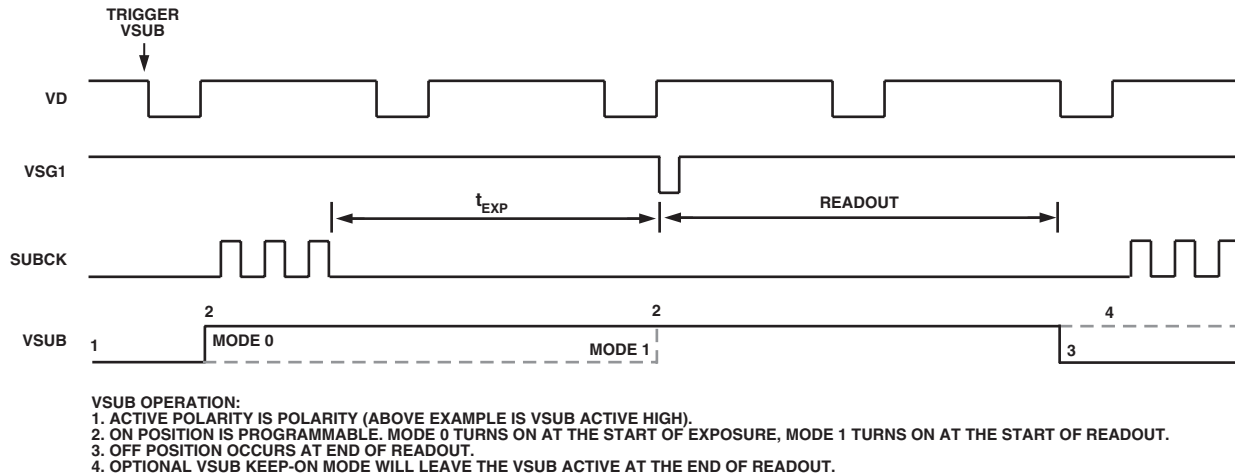 TRIGGER
VSUB
VD
VSG1
tEXP
READOUT
SUBCK
2
2
4
VSUB
1
MODE 0
MODE 1
3
VSUB OPERATION:
1. ACTIVE POLARITY IS POLARITY (ABOVE EXAMPLE IS VSUB ACTIVE HIGH).
2. ON POSITION IS PROGRAMMABLE. MODE 0 TURNS ON AT THE START OF EXPOSURE, MODE 1 TURNS ON AT THE START OF READOUT.
3. OFF POSITION OCCURS AT END OF READOUT.
4. OPTIONAL VSUB KEEP-ON MODE WILL LEAVE THE VSUB ACTIVE AT THE END OF READOUT.